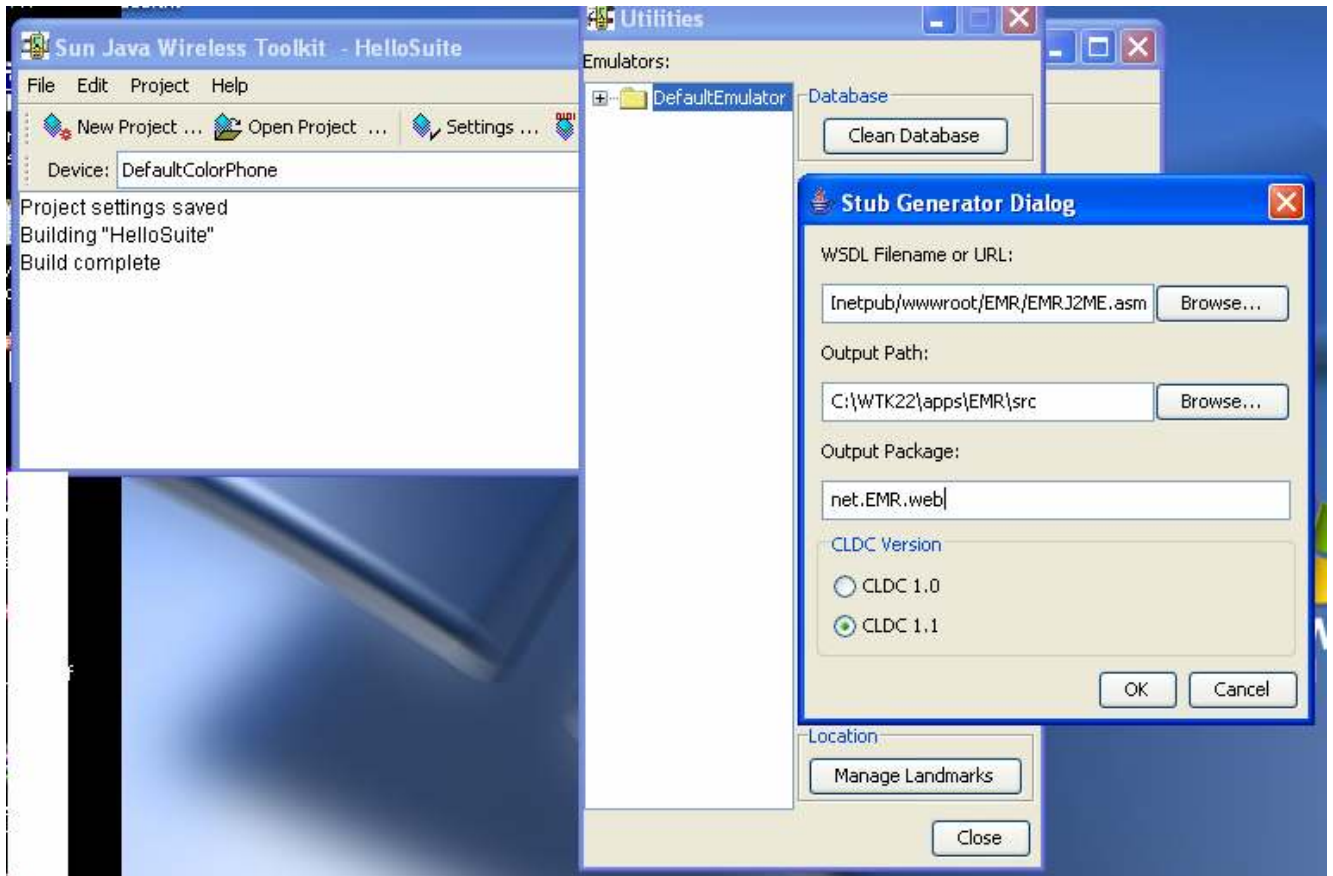 Sun Java Wireless Toolkit - HelloSuite
File Edit Project Help
New Project ... Open Project ... Settings ...
Device: DefaultColorPhone
Project settings saved
Building "HelloSuite"
Build complete
Utilities
Emulators:
DefaultEmulator
Database
Clean Database
Stub Generator Dialog
WSDL Filename or URL:
Inetpub/wwwroot/EMR/EMRJ2ME.asm
Browse...
Output Path:
C:\WTK22\apps\EMR\src
Browse...
Output Package:
net.EMR.web
CLDC Version
CLDC 1.0
CLDC 1.1
OK Cancel
Location
Manage Landmarks
Close